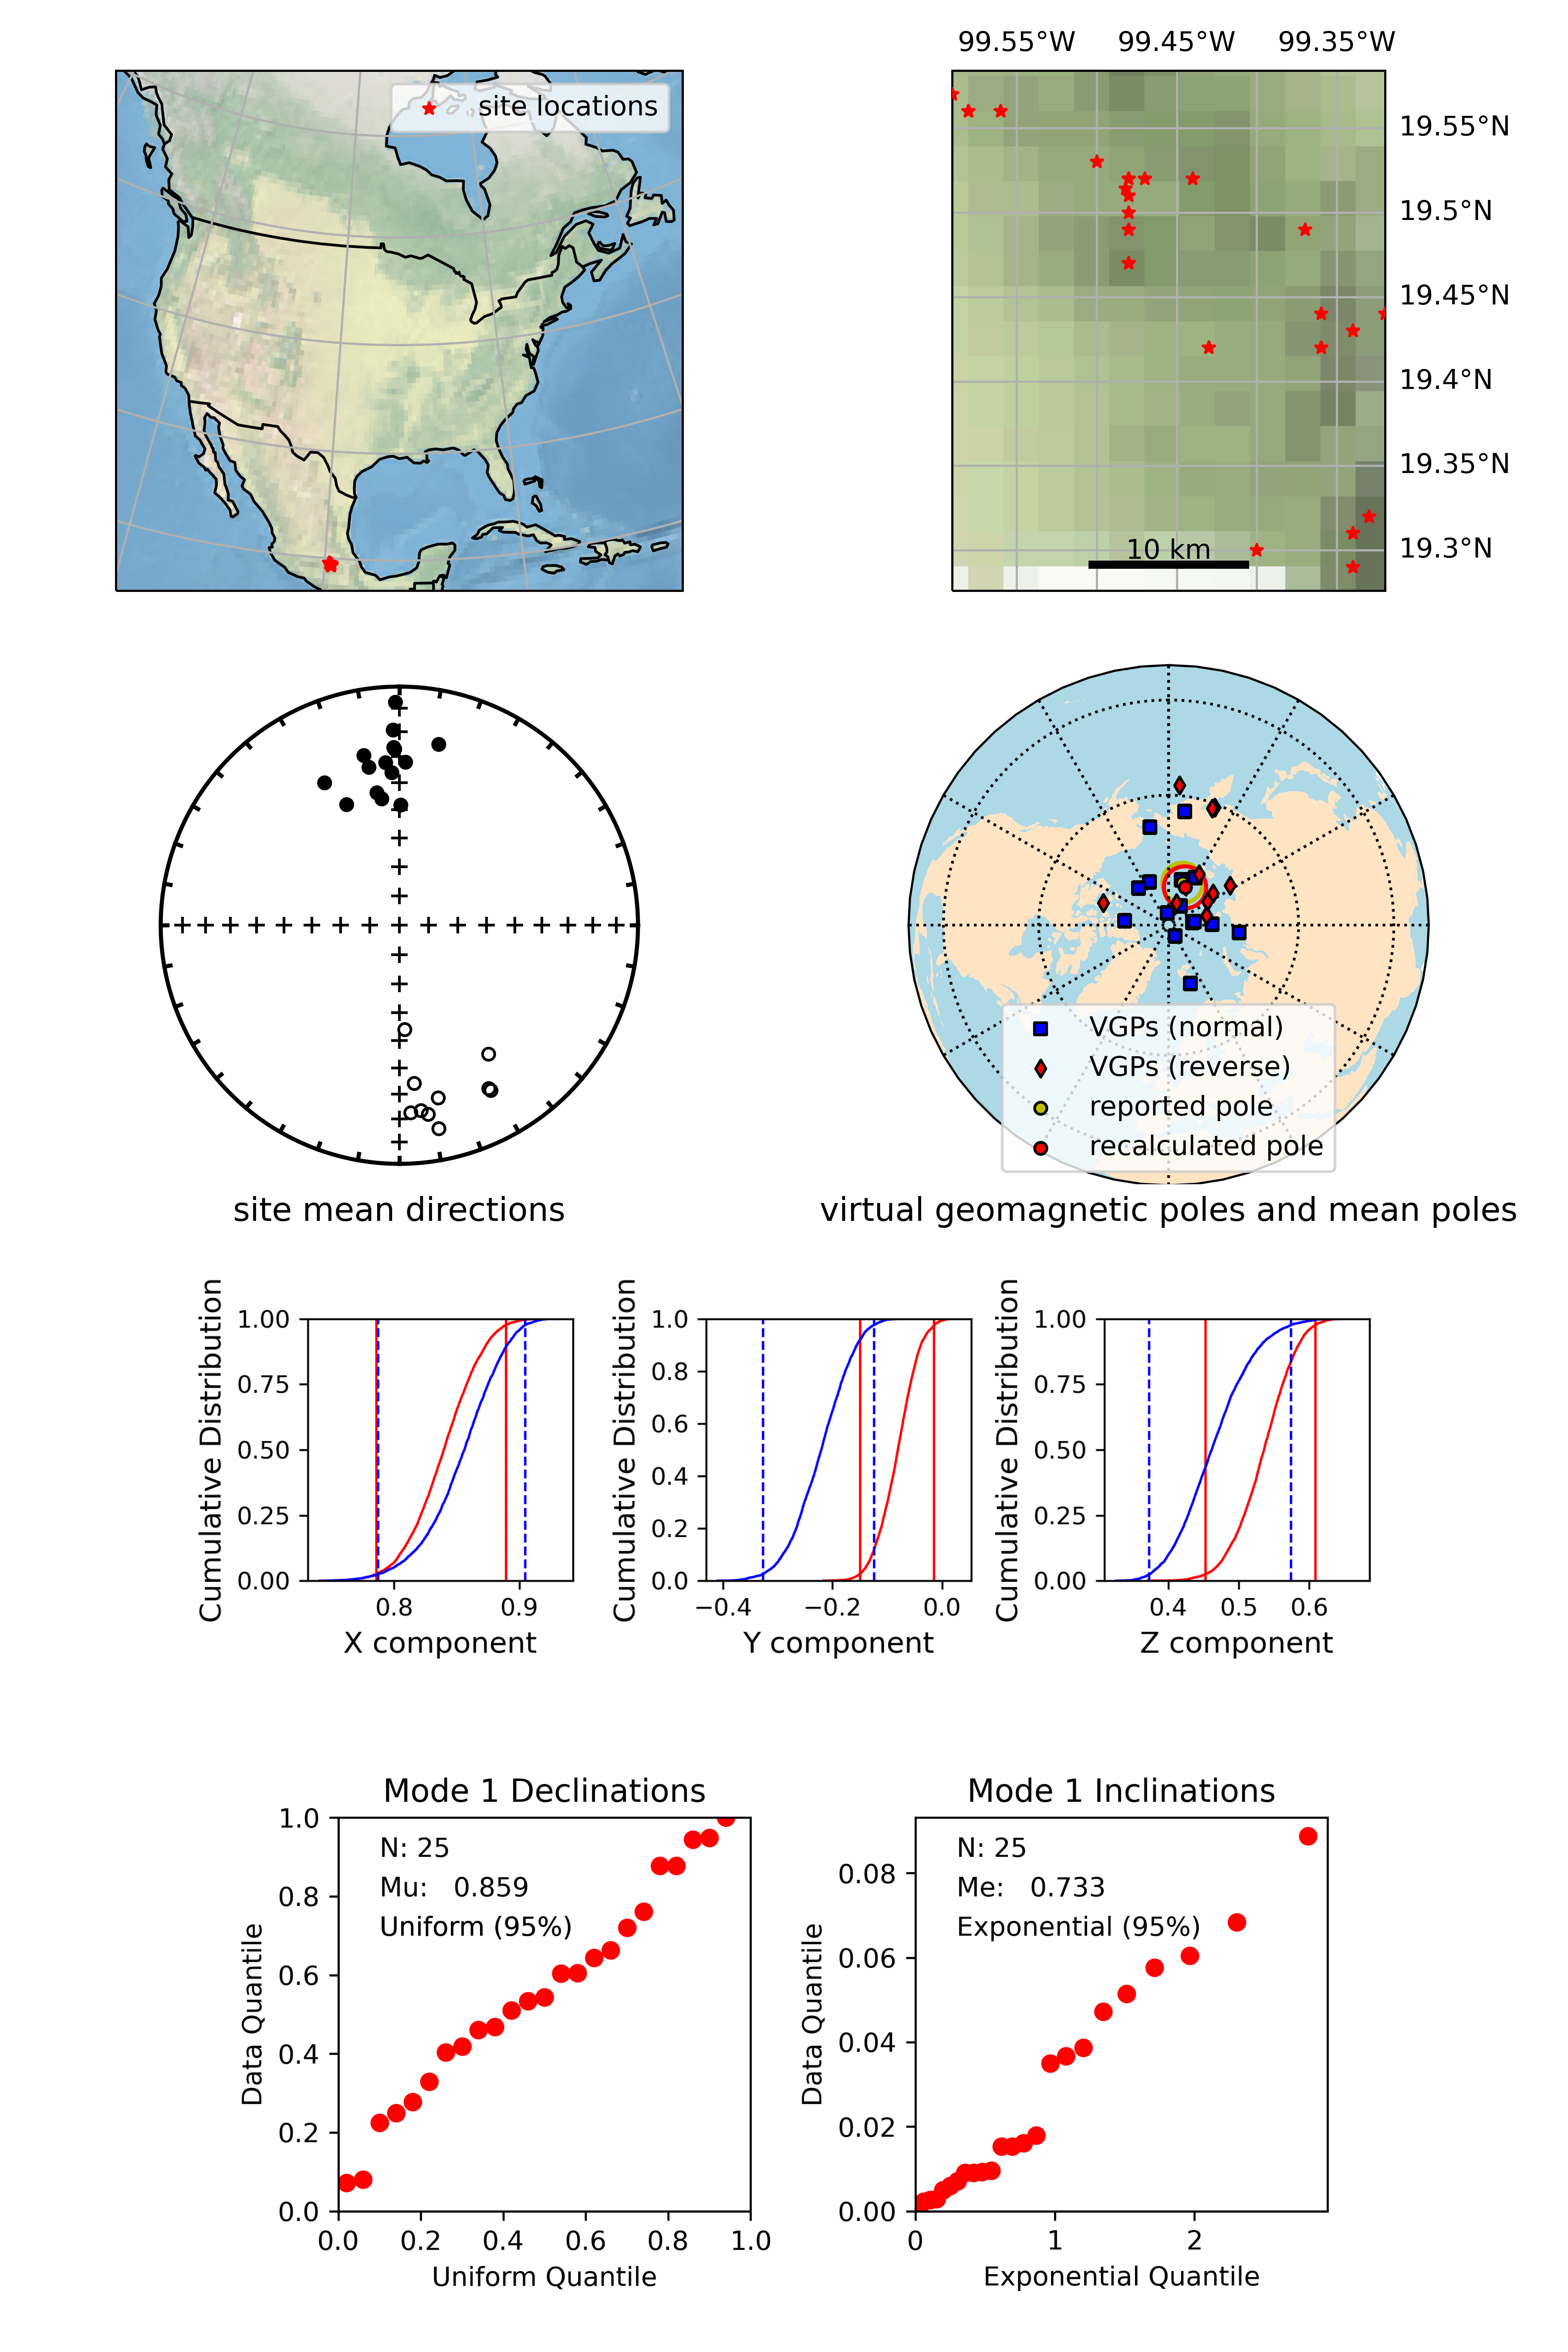 99.55°W 99.45°W 99.35°W
site locations
19.55°N
19.5°N
19.45°N
19.4°N
19.35°N
19.3°N
10 km
VGPs (normal)
VGPs (reverse)
reported pole
recalculated pole
site mean directions
virtual geomagnetic poles and mean poles
Cumulative Distribution
1.00
0.75
0.50
0.25
0.00
0.8 0.9
X component
Cumulative Distribution
1.0
0.8
0.6
0.4
0.2
0.0
−0.4 −0.2 0.0
Y component
Cumulative Distribution
1.00
0.75
0.50
0.25
0.00
0.4 0.5 0.6
Z component
Mode 1 Declinations
N: 25
Mu: 0.859
Uniform (95%)
Data Quantile
1.0
0.8
0.6
0.4
0.2
0.0
0.0 0.2 0.4 0.6 0.8 1.0
Uniform Quantile
Mode 1 Inclinations
N: 25
Me: 0.733
Exponential (95%)
Data Quantile
0.08
0.06
0.04
0.02
0.00
0 1 2
Exponential Quantile